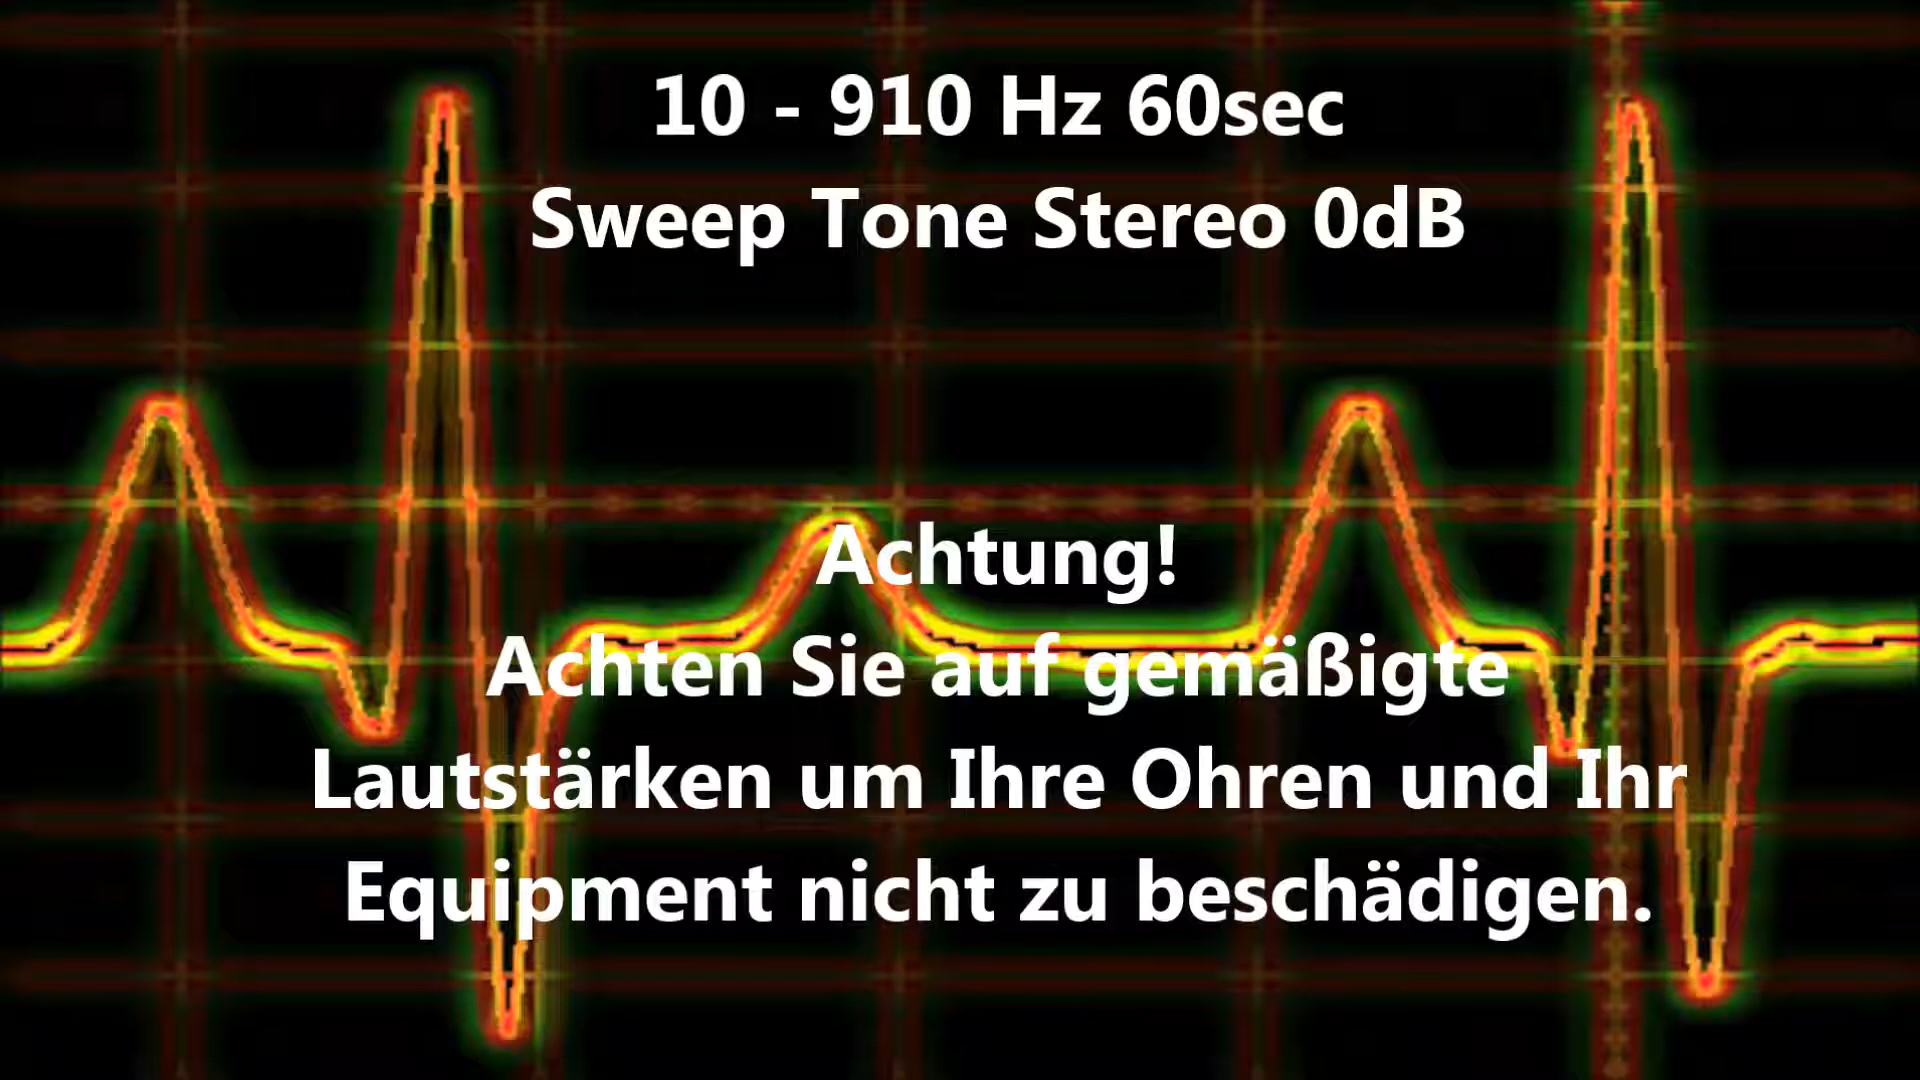 10 - 910 Hz 60sec
Sweep Tone Stereo 0dB
Achtung!
Achten Sie auf gemäßigte
Lautstärken um Ihre Ohren und Ihr
Equipment nicht zu beschädigen.